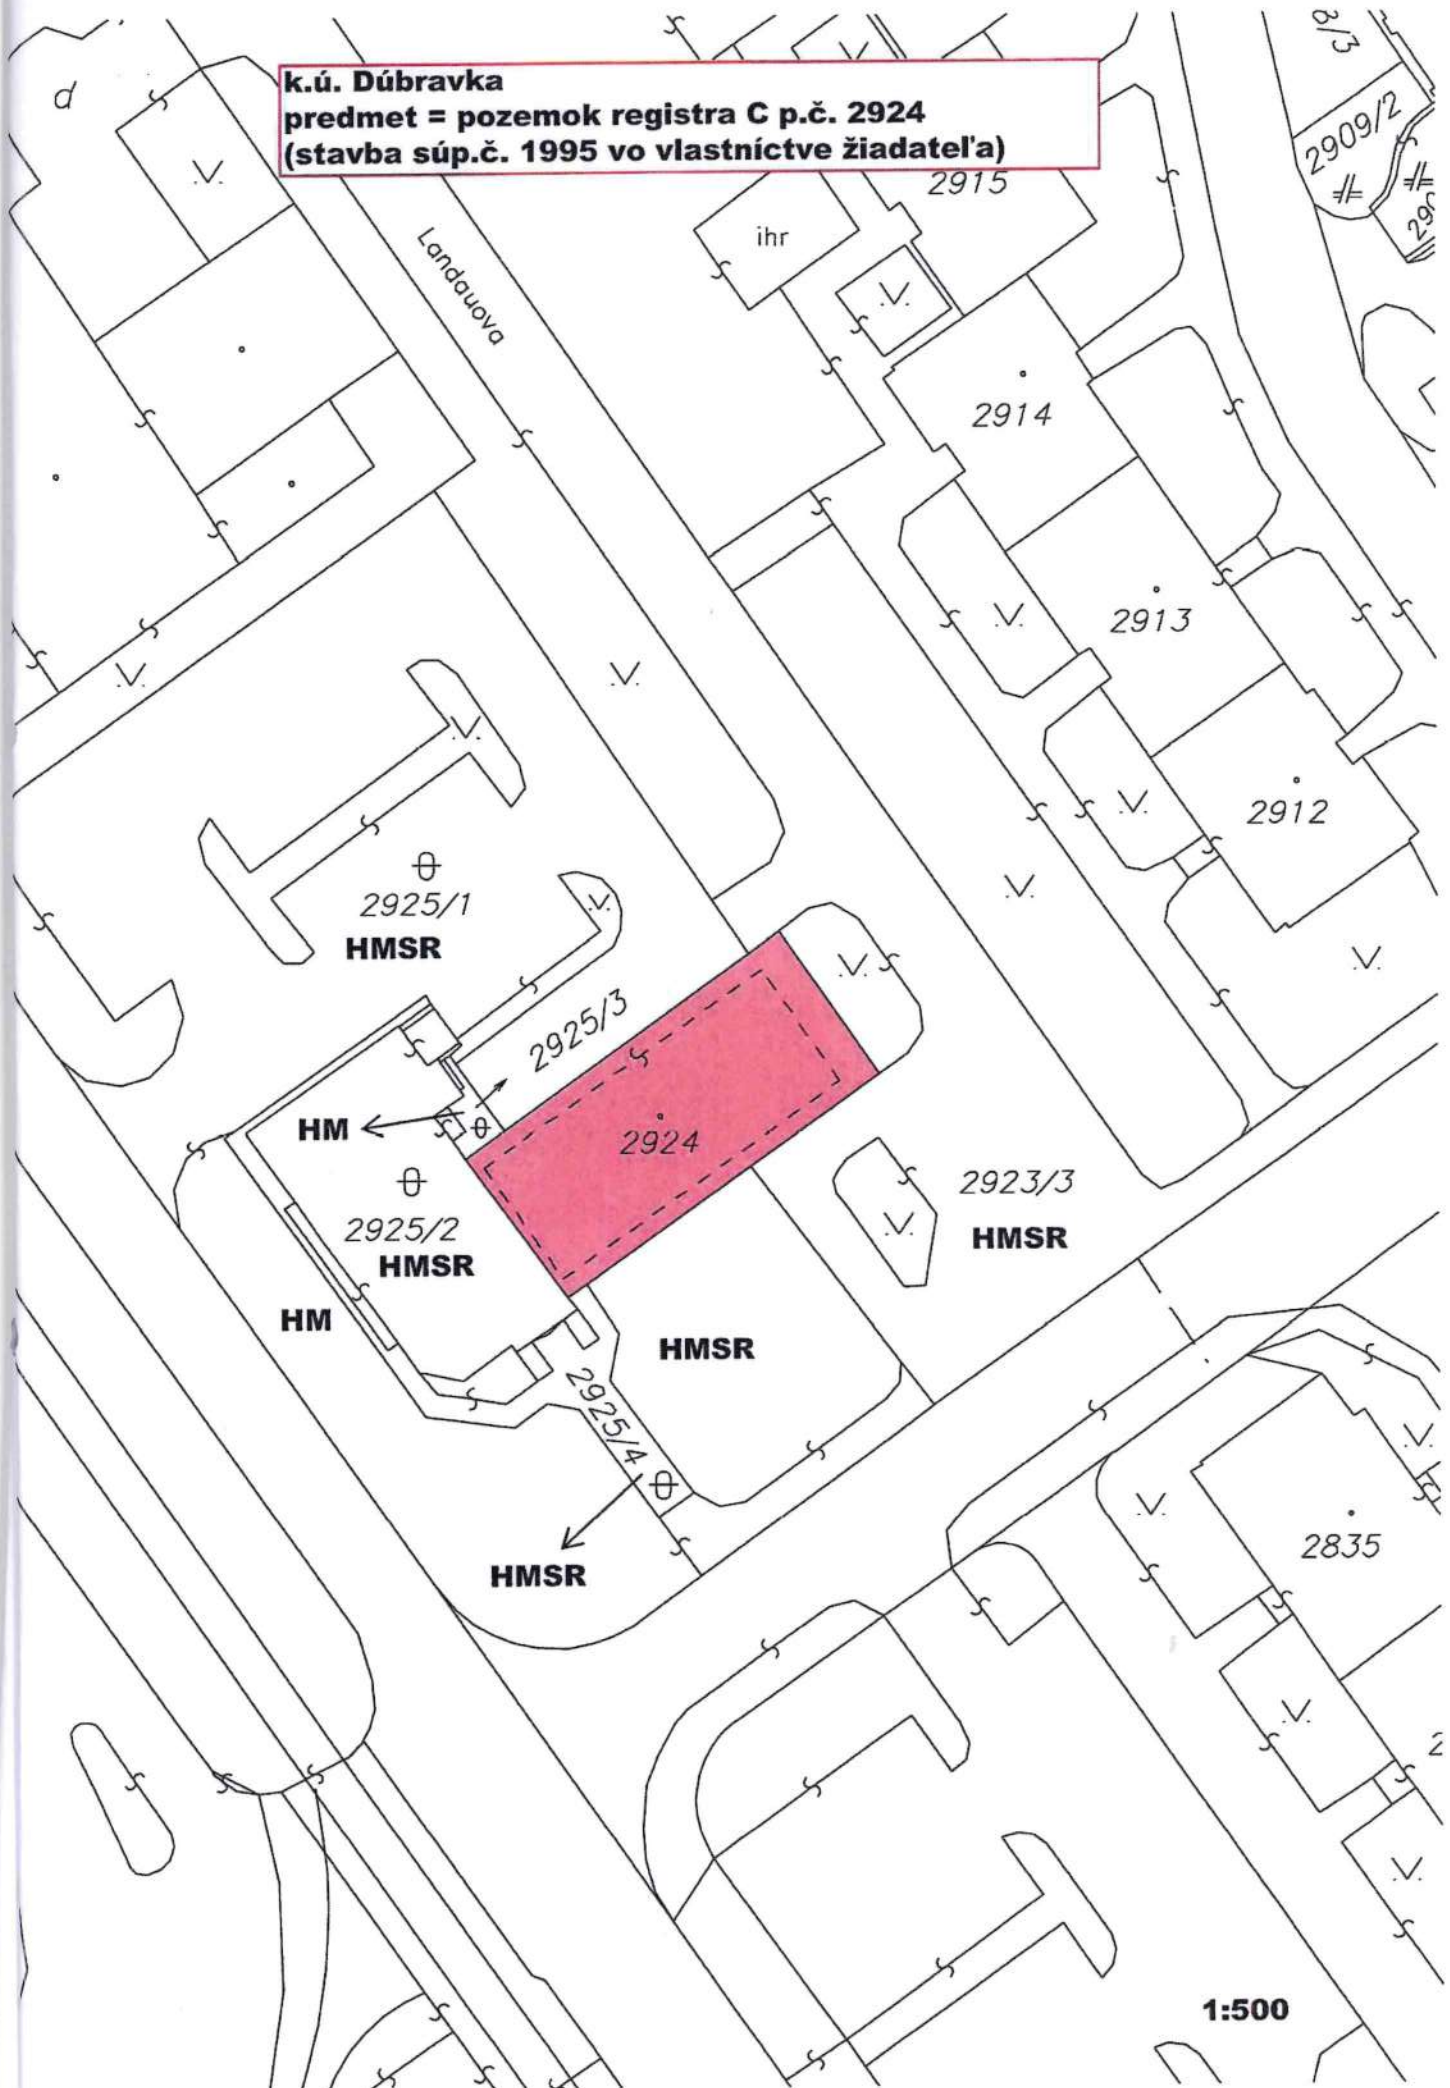 k.ú. Dúbravka
predmet = pozemok registra C p.č. 2924
(stavba súp.č. 1995 vo vlastníctve žiadateľa)
2909/2
2915
ihr
Landauova
2914
2913
2912
2925/1
HMSR
2925/3
HM
2924
2923/3
HMSR
2925/2
HMSR
HM
HMSR
2925/4
HMSR
2835
1:500